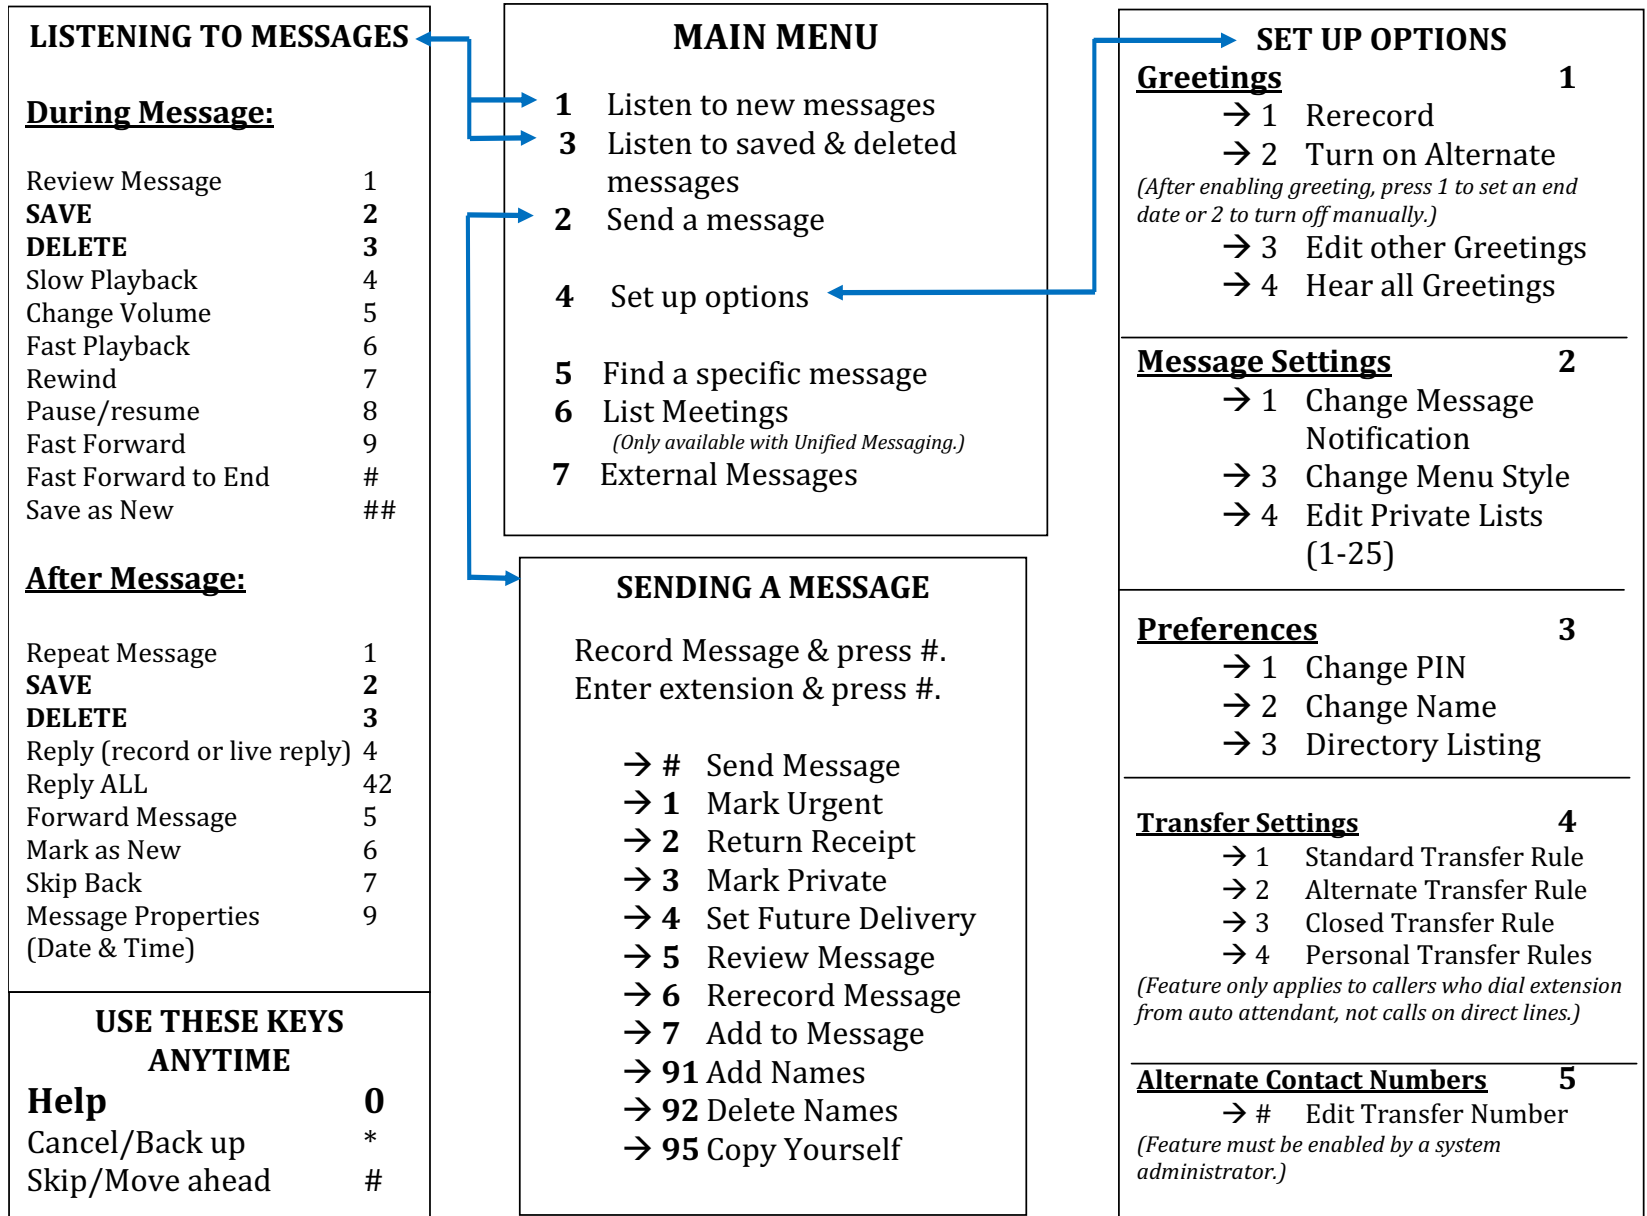 LISTENING TO MESSAGES
During Message:
Review Message 1
SAVE 2
DELETE 3
Slow Playback 4
Change Volume 5
Fast Playback 6
Rewind 7
Pause/resume 8
Fast Forward 9
Fast Forward to End #
Save as New ##
After Message:
Repeat Message 1
SAVE 2
DELETE 3
Reply (record or live reply) 4
Reply ALL 42
Forward Message 5
Mark as New 6
Skip Back 7
Message Properties 9
(Date & Time)
USE THESE KEYS
ANYTIME
Help 0
Cancel/Back up *
Skip/Move ahead #
MAIN MENU
1 Listen to new messages
3 Listen to saved & deleted
messages
2 Send a message
4 Set up options
5 Find a specific message
6 List Meetings
(Only available with Unified Messaging.)
7 External Messages
SENDING A MESSAGE
Record Message & press #.
Enter extension & press #.
→ # Send Message
→ 1 Mark Urgent
→ 2 Return Receipt
→ 3 Mark Private
→ 4 Set Future Delivery
→ 5 Review Message
→ 6 Rerecord Message
→ 7 Add to Message
→ 91 Add Names
→ 92 Delete Names
→ 95 Copy Yourself
SET UP OPTIONS
Greetings 1
→ 1 Rerecord
→ 2 Turn on Alternate
(After enabling greeting, press 1 to set an end
date or 2 to turn off manually.)
→ 3 Edit other Greetings
→ 4 Hear all Greetings
Message Settings 2
→ 1 Change Message
Notification
→ 3 Change Menu Style
→ 4 Edit Private Lists
(1-25)
Preferences 3
→ 1 Change PIN
→ 2 Change Name
→ 3 Directory Listing
Transfer Settings 4
→ 1 Standard Transfer Rule
→ 2 Alternate Transfer Rule
→ 3 Closed Transfer Rule
→ 4 Personal Transfer Rules
(Feature only applies to callers who dial extension
from auto attendant, not calls on direct lines.)
Alternate Contact Numbers 5
→ # Edit Transfer Number
(Feature must be enabled by a system
administrator.)